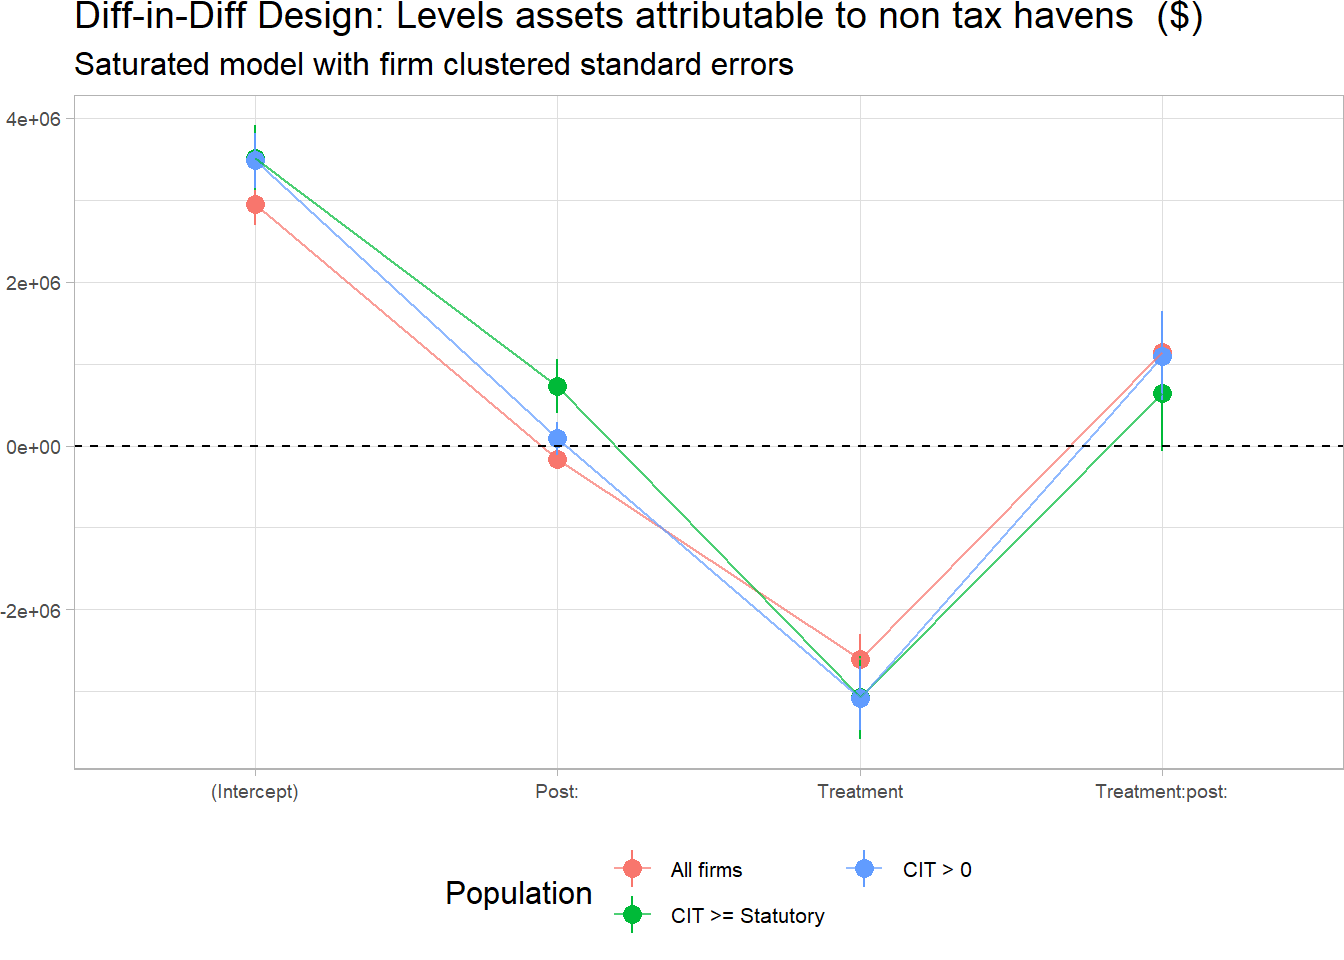 Diff-in-Diff Design: Levels assets attributable to non tax havens  ($)
Saturated model with firm clustered standard errors
4e+06
2e+06
0e+00
-2e+06
(Intercept)
Post:
Treatment
Treatment:post:
Population
All firms
CIT > 0
CIT >= Statutory